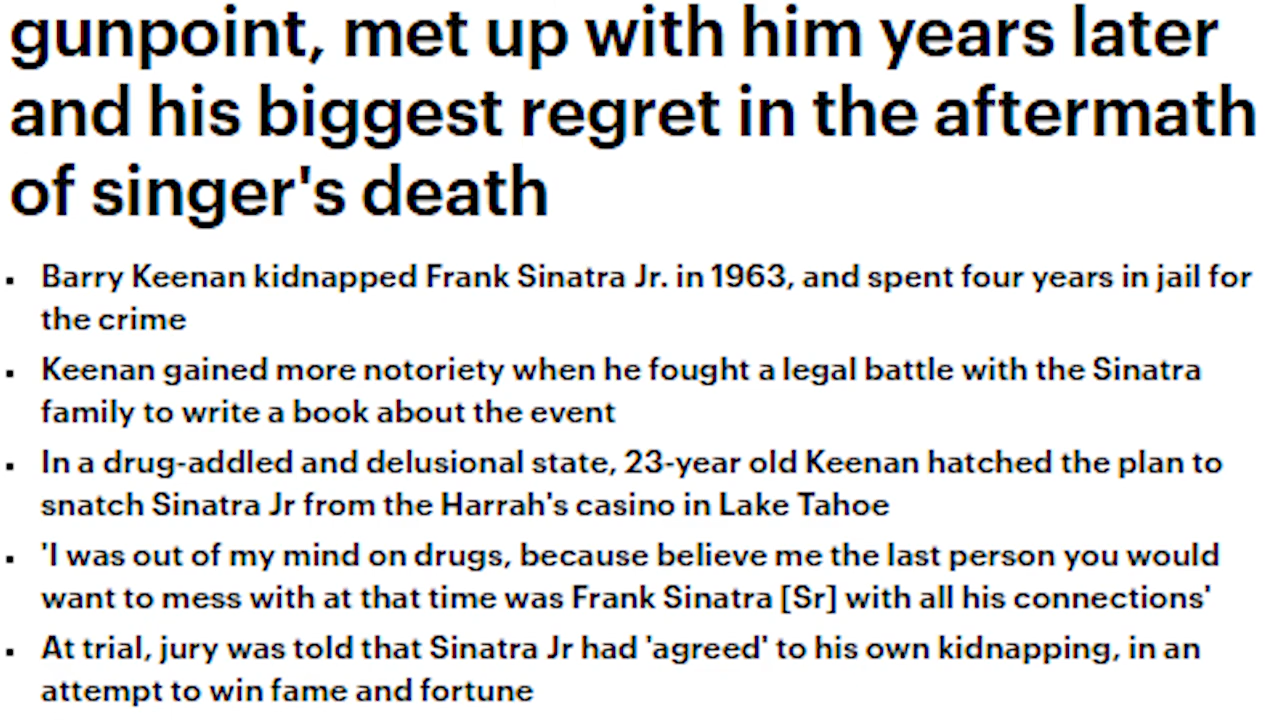 gunpoint, met up with him years later
and his biggest regret in the aftermath
of singer's death
▪ Barry Keenan kidnapped Frank Sinatra Jr. in 1963, and spent four years in jail for
the crime
▪ Keenan gained more notoriety when he fought a legal battle with the Sinatra
family to write a book about the event
▪ In a drug-addled and delusional state, 23-year old Keenan hatched the plan to
snatch Sinatra Jr from the Harrah's casino in Lake Tahoe
▪ 'I was out of my mind on drugs, because believe me the last person you would
want to mess with at that time was Frank Sinatra [Sr] with all his connections'
▪ At trial, jury was told that Sinatra Jr had 'agreed' to his own kidnapping, in an
attempt to win fame and fortune